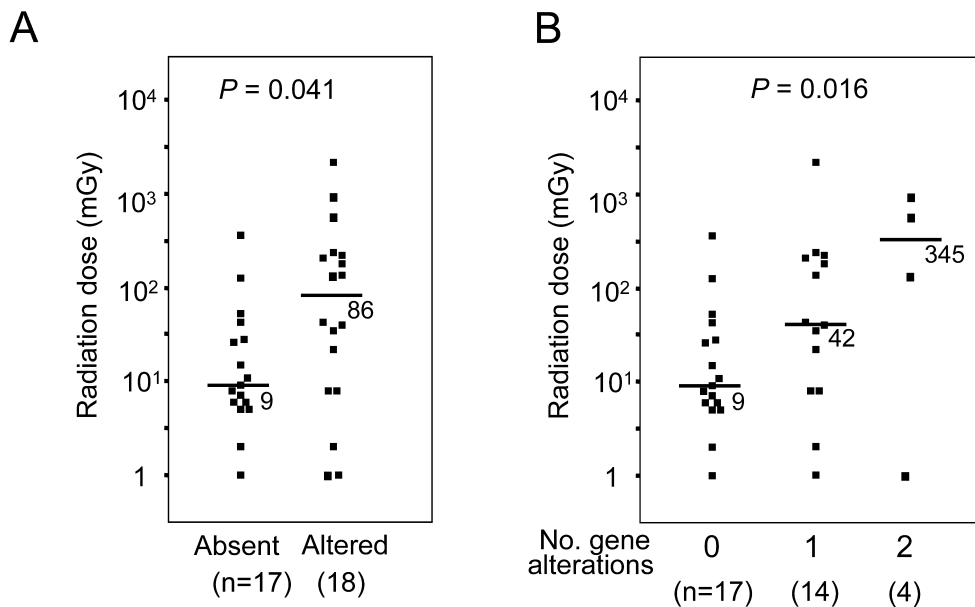 A
P = 0.041
Radiation dose (mGy)
10⁴
10³
10²
10¹
1
9
86
Absent Altered
(n=17) (18)
B
P = 0.016
Radiation dose (mGy)
10⁴
10³
10²
10¹
1
9
42
345
No. gene
alterations
0 1 2
(n=17) (14) (4)